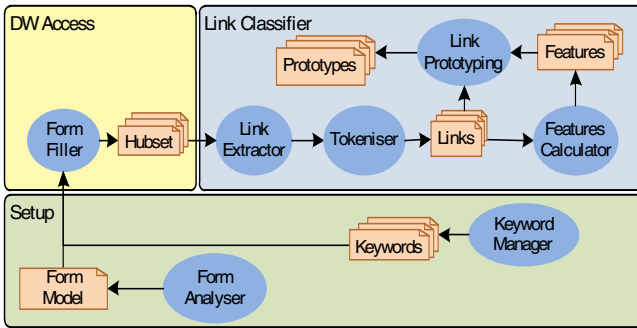 DW Access
Link Classifier
Prototypes
Link
Prototyping
Features
Form
Filler
Hubset
Link
Extractor
Tokeniser
Links
Features
Calculator
Setup
Keywords
Keyword
Manager
Form
Model
Form
Analyser